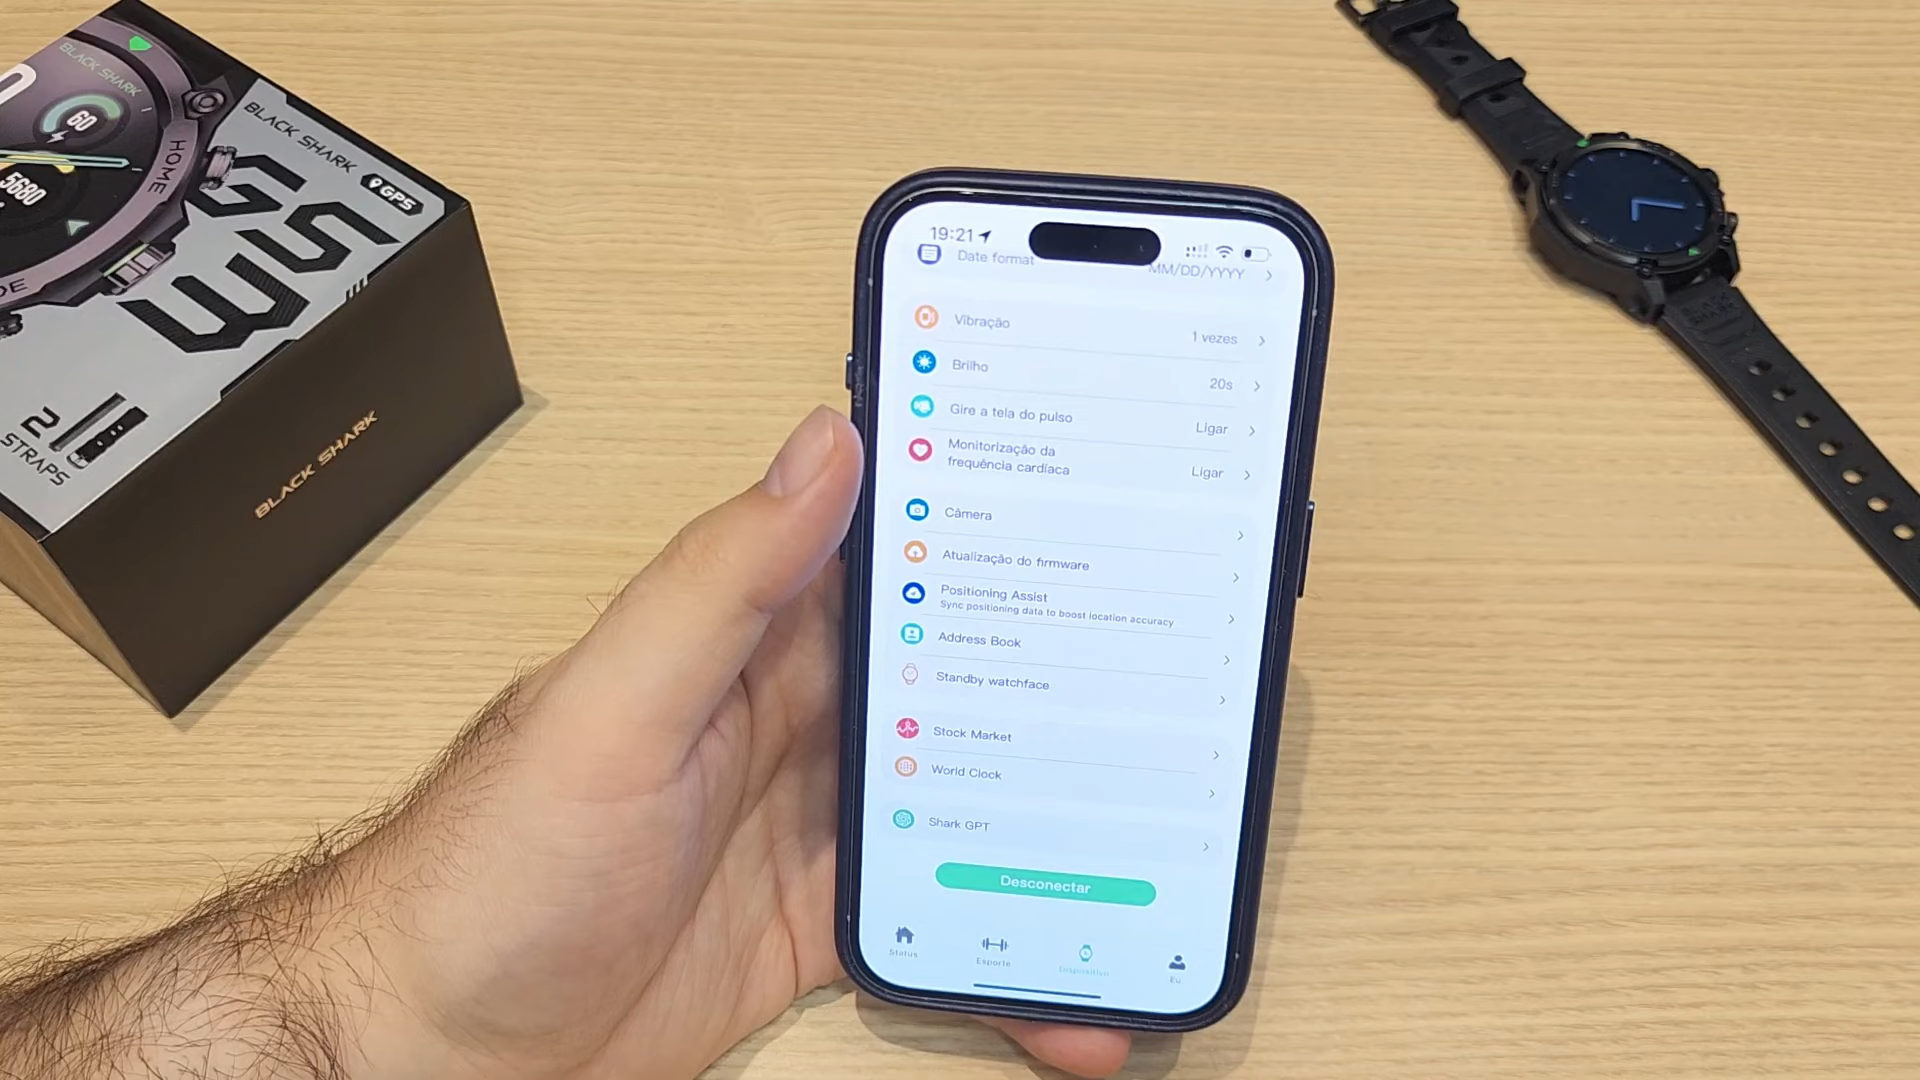 BLACK SHARK
60
5680
HOME
BLACK SHARK
GPS
GS3
2
STRAPS
BLACK SHARK
19:21
Date format
MM/DD/YYYY
Vibração
1 vezes
Brilho
20s
Gire a tela do pulso
Ligar
Monitorização da
frequência cardíaca
Ligar
Câmera
Atualização do firmware
Positioning Assist
Sync positioning data to boost location accuracy
Address Book
Standby watchface
Stock Market
World Clock
Shark GPT
Desconectar
Status
Esporte
Dispositivo
Eu